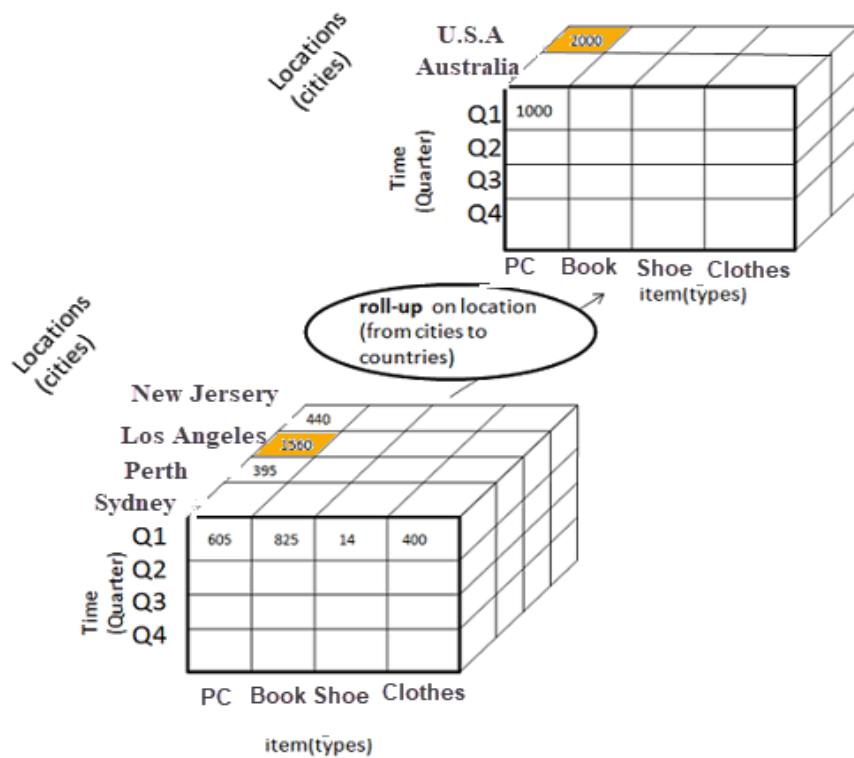 Locations
(cities)
U.S.A
2000
Australia
Time
(Quarter)
Q1
1000
Q2
Q3
Q4
PC Book Shoe Clothes
item(types)
roll-up on location
(from cities to
countries)
Locations
(cities)
New Jersery
440
Los Angeles
1560
Perth
395
Sydney
Time
(Quarter)
Q1
605 825 14 400
Q2
Q3
Q4
PC Book Shoe Clothes
item(types)